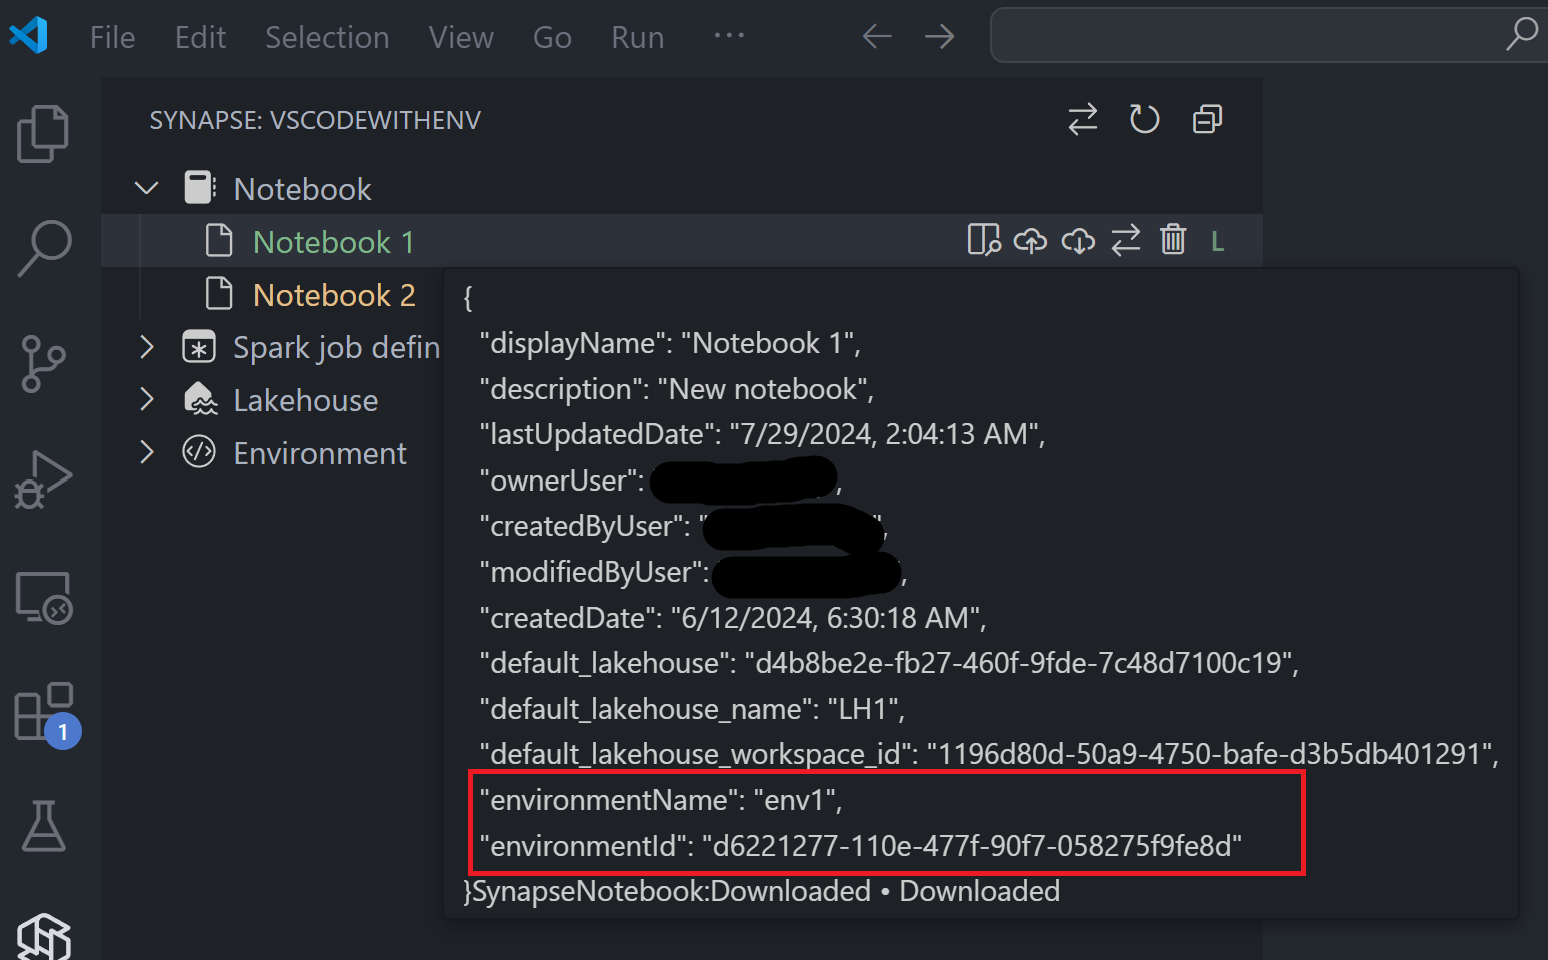 File Edit Selection View Go Run ...
SYNAPSE: VSCODEWITHENV
Notebook
Notebook 1 L
Notebook 2
Spark job defin
Lakehouse
Environment
{
"displayName": "Notebook 1",
"description": "New notebook",
"lastUpdatedDate": "7/29/2024, 2:04:13 AM",
"ownerUser": ,
"createdByUser": "",
"modifiedByUser": ,
"createdDate": "6/12/2024, 6:30:18 AM",
"default_lakehouse": "d4b8be2e-fb27-460f-9fde-7c48d7100c19",
"default_lakehouse_name": "LH1",
"default_lakehouse_workspace_id": "1196d80d-50a9-4750-bafe-d3b5db401291",
"environmentName": "env1",
"environmentId": "d6221277-110e-477f-90f7-058275f9fe8d"
}SynapseNotebook:Downloaded • Downloaded
1